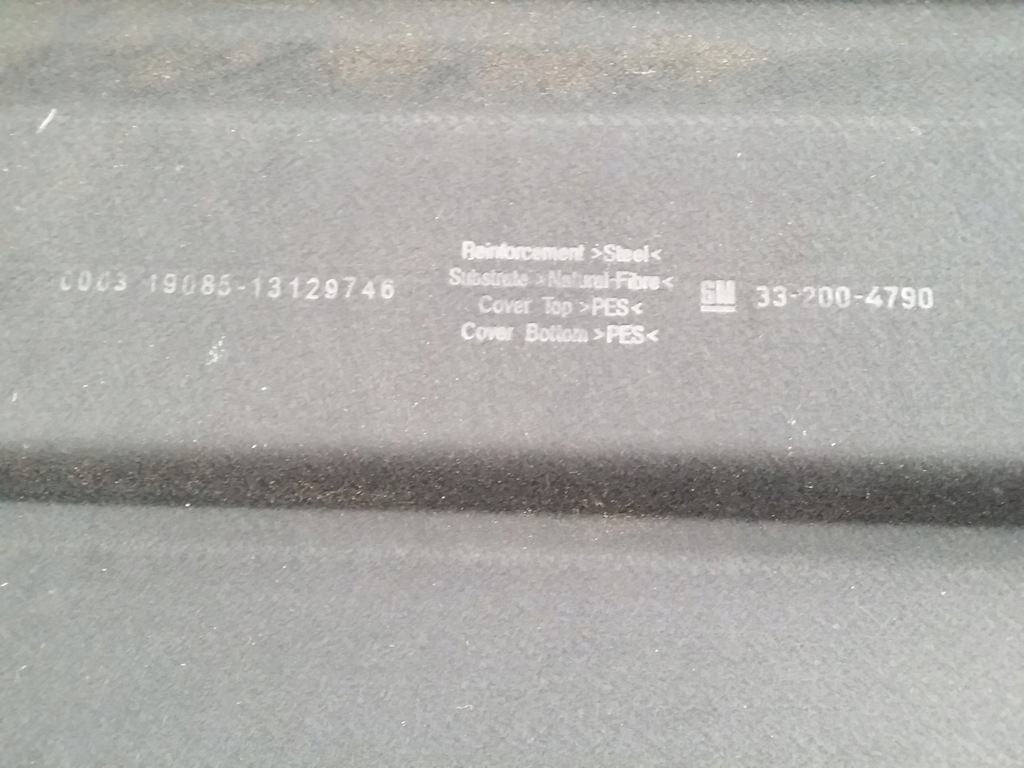 0003 19085-13129746
Reinforcement >Steel<
Substrate >Natural-Fibre<
Cover Top >PES<
Cover Bottom >PES<
GM 33-200-4790